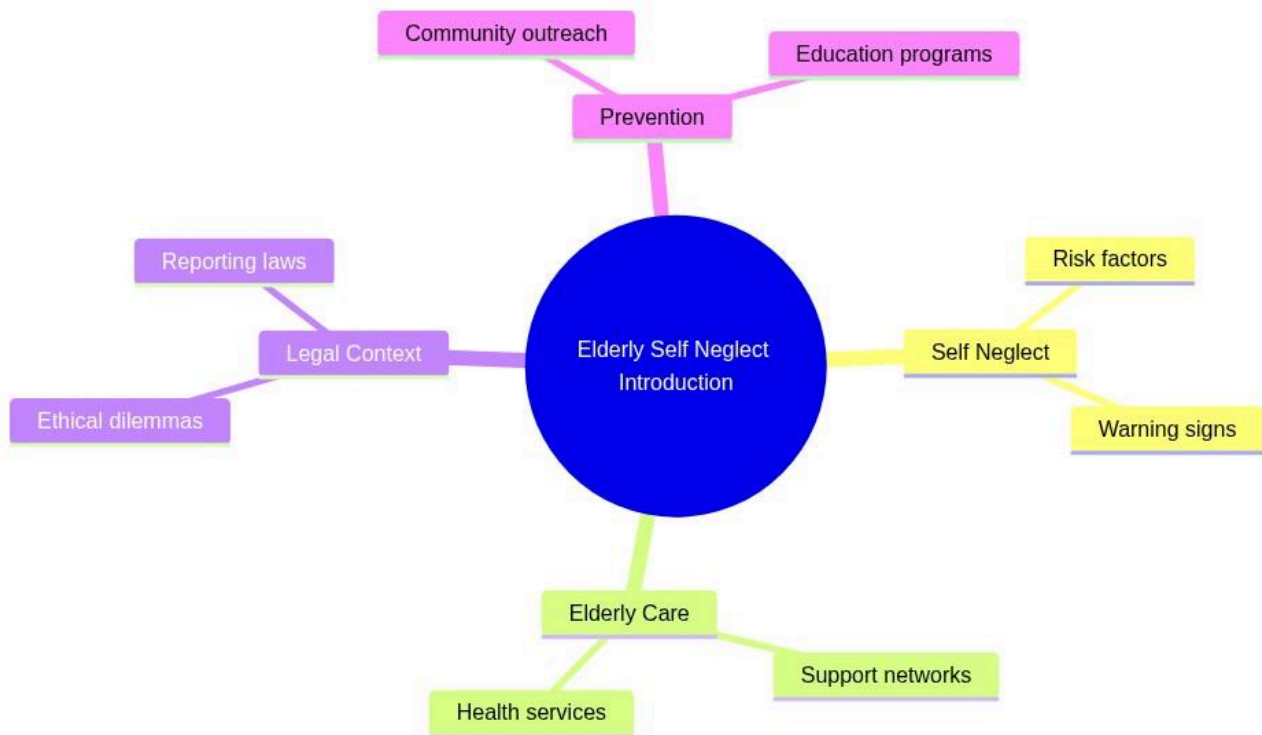 Community outreach
Education programs
Prevention
Reporting laws
Risk factors
Legal Context
Elderly Self Neglect
Introduction
Self Neglect
Ethical dilemmas
Warning signs
Elderly Care
Support networks
Health services